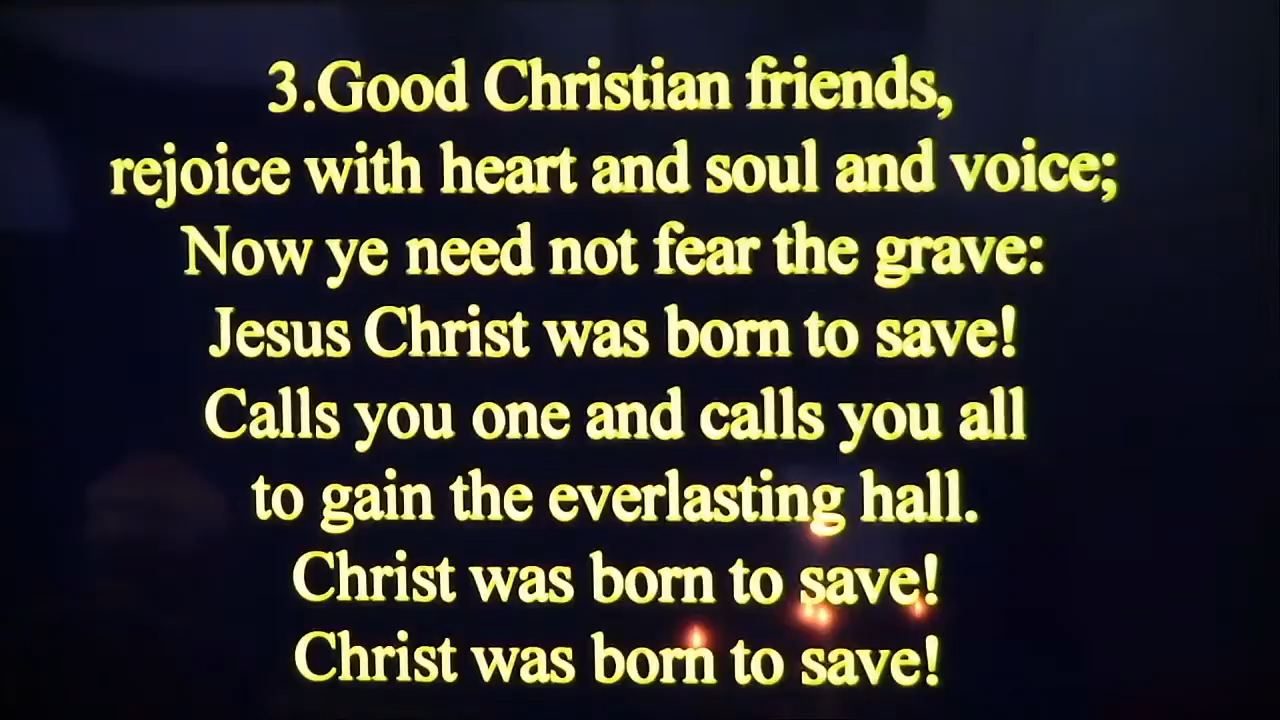 3.Good Christian friends,
rejoice with heart and soul and voice;
Now ye need not fear the grave:
Jesus Christ was born to save!
Calls you one and calls you all
to gain the everlasting hall.
Christ was born to save!
Christ was born to save!